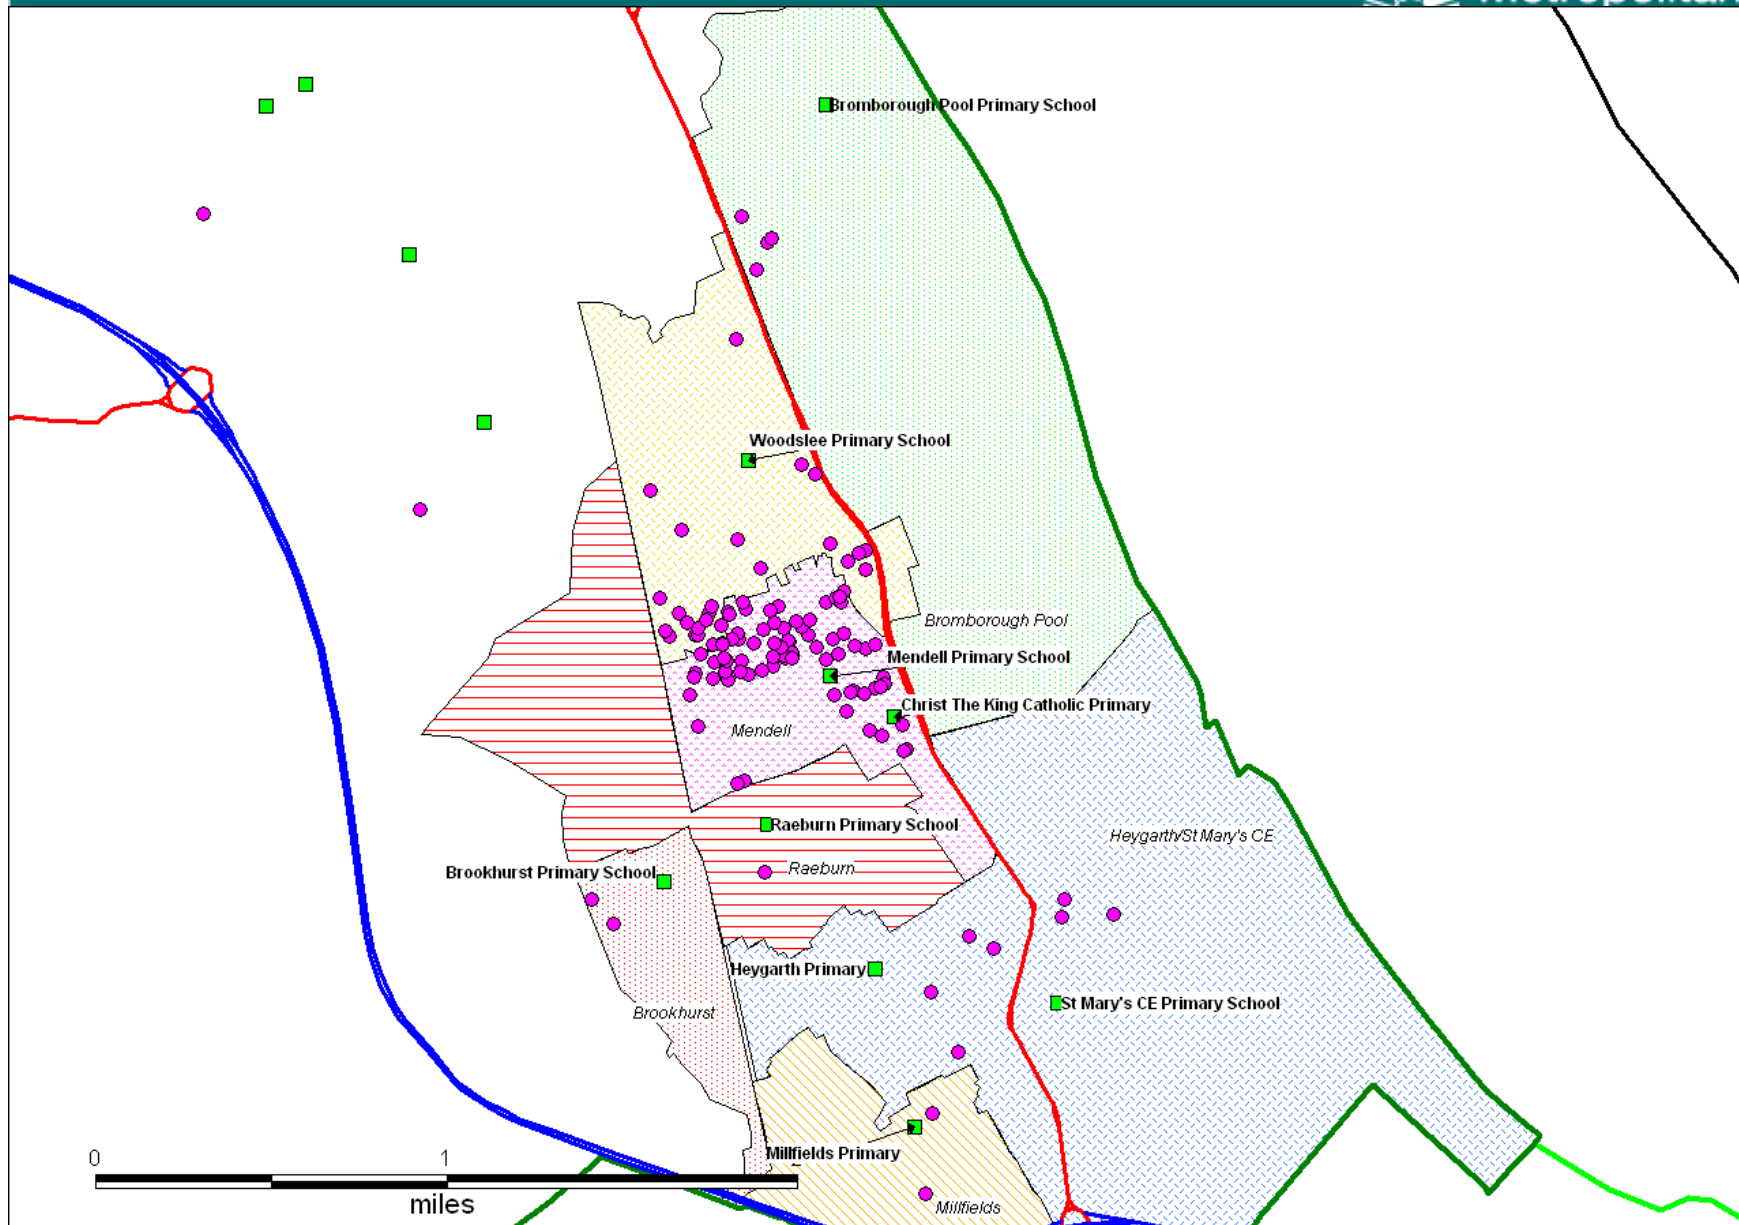 Bromborough Pool Primary School
Woodslee Primary School
Bromborough Pool
Mendell Primary School
Christ The King Catholic Primary
Mendell
Raeburn Primary School
Heygarth/St Mary's CE
Brookhurst Primary School
Raeburn
Heygarth Primary
St Mary's CE Primary School
Brookhurst
Millfields Primary
0 1
miles
Millfields